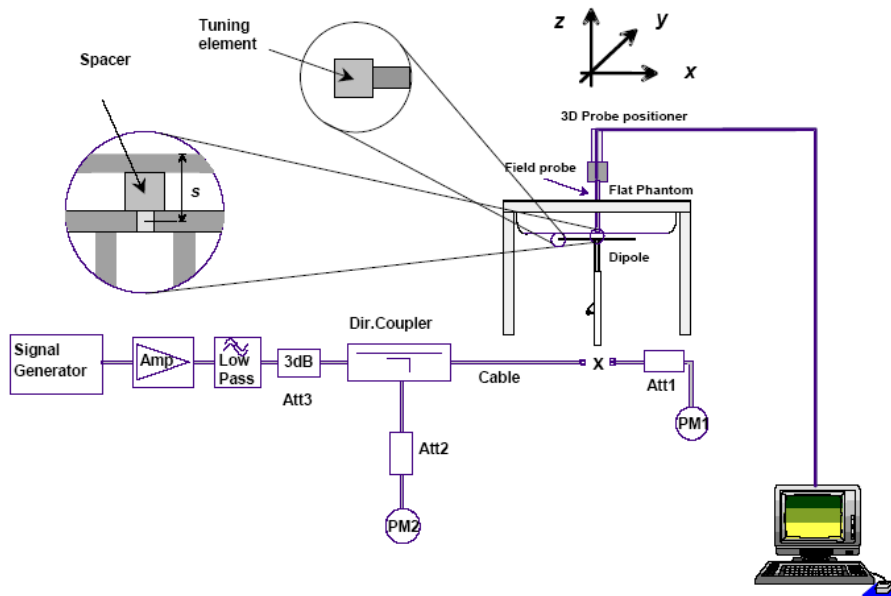 Tuning
element
Spacer
s
z
y
x
3D Probe positioner
Field probe
Flat Phantom
Dipole
Dir.Coupler
Signal
Generator
Amp
Low
Pass
3dB
Att3
Cable
x
Att1
PM1
Att2
PM2